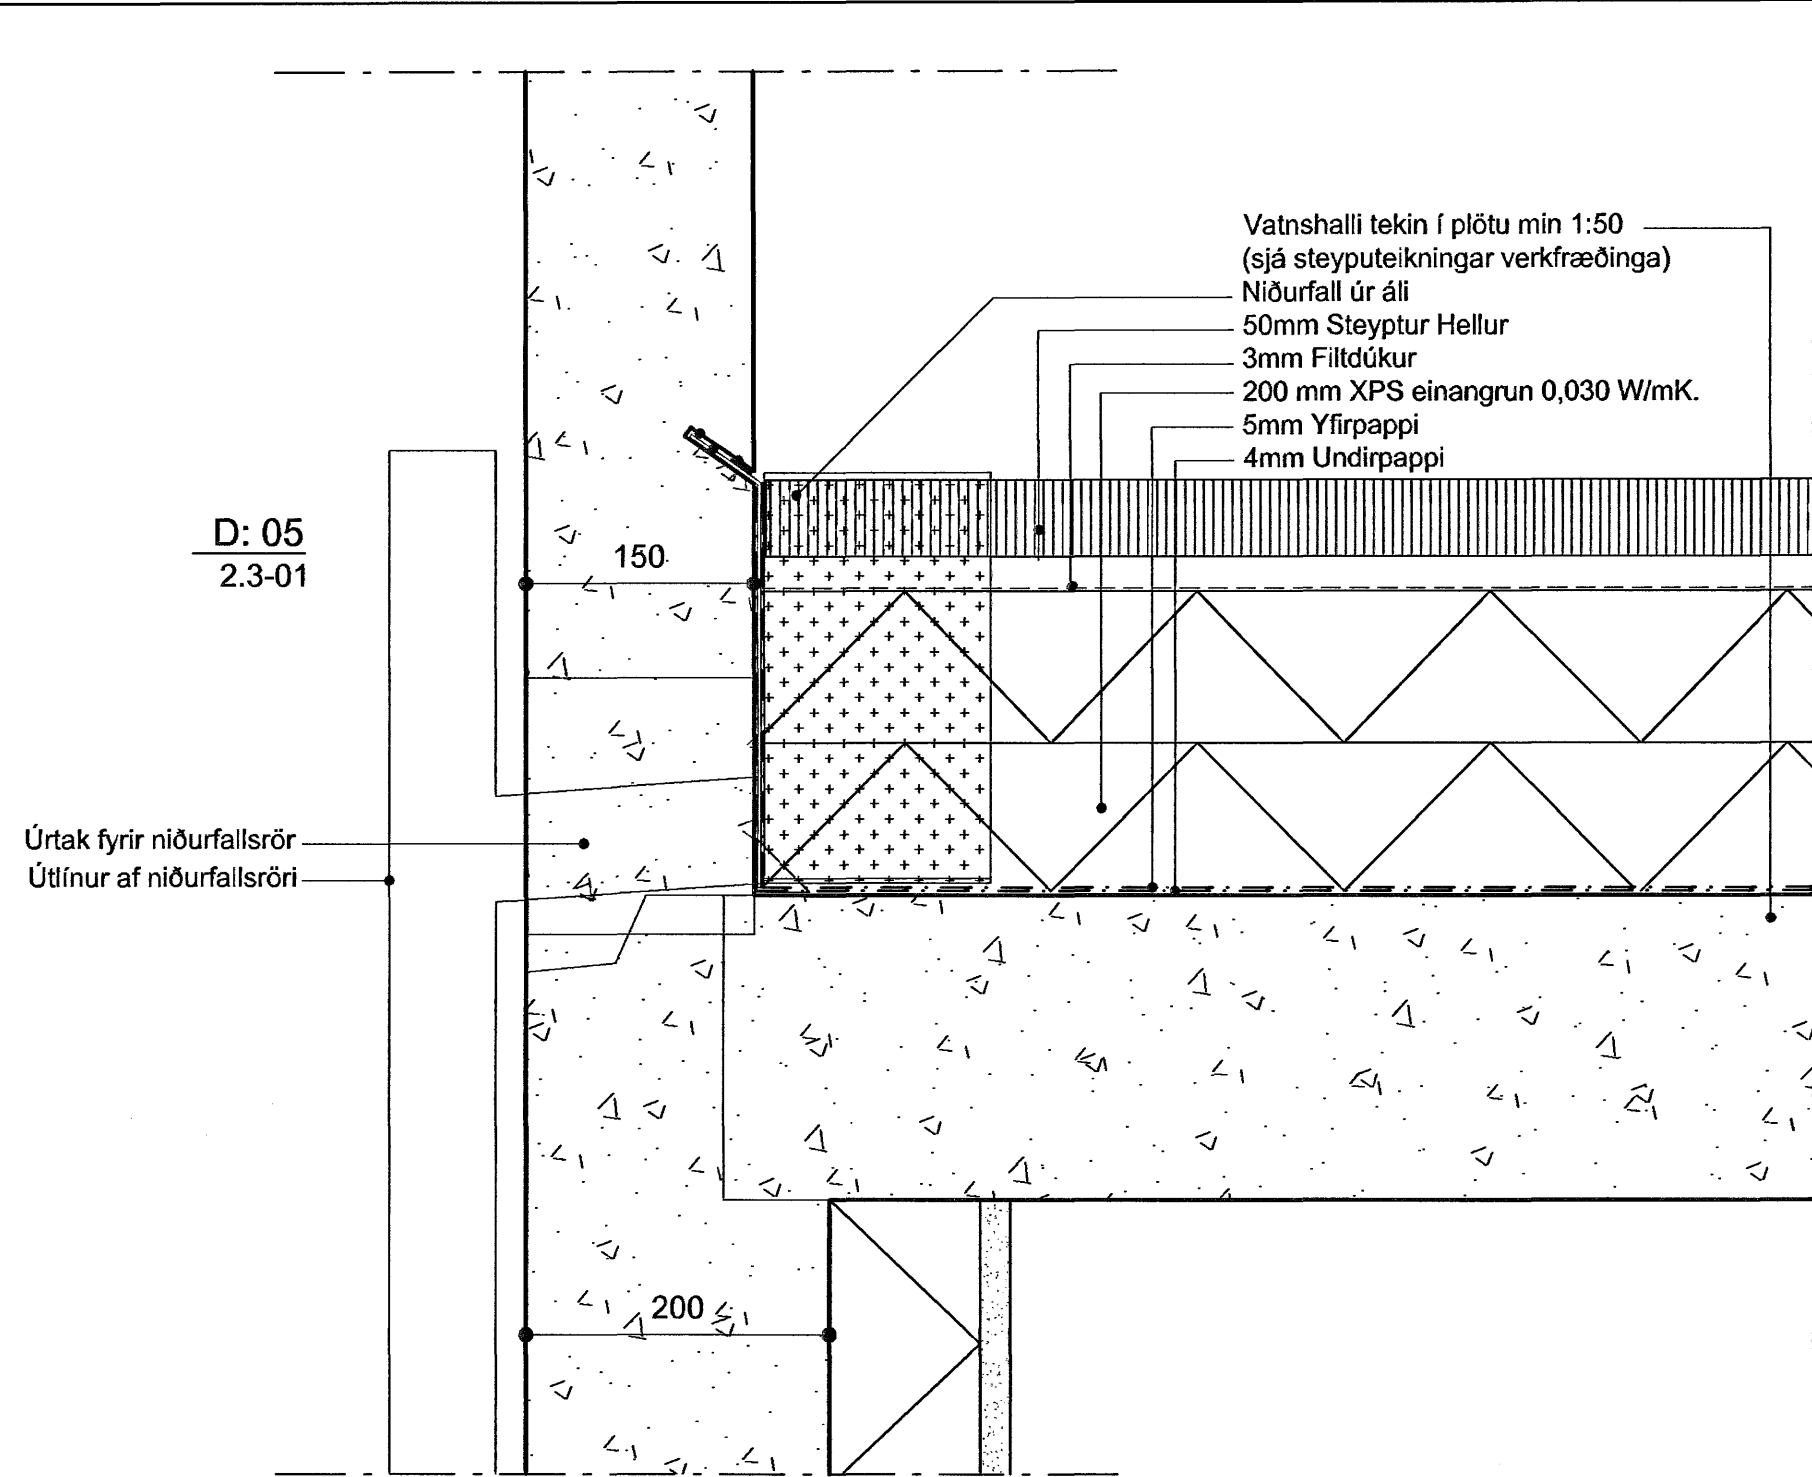 Vatnshalli tekin í plötu min 1:50
(sjá steyputeikningar verkfræðinga)
Niðurfall úr áli
50mm Steyptur Hellur
3mm Filtdúkur
200 mm XPS einangrun 0,030 W/mK.
5mm Yfirpappi
4mm Undirpappi
D: 05
2.3-01
150
Úrtak fyrir niðurfallsrör
Útlínur af niðurfallsröri
200